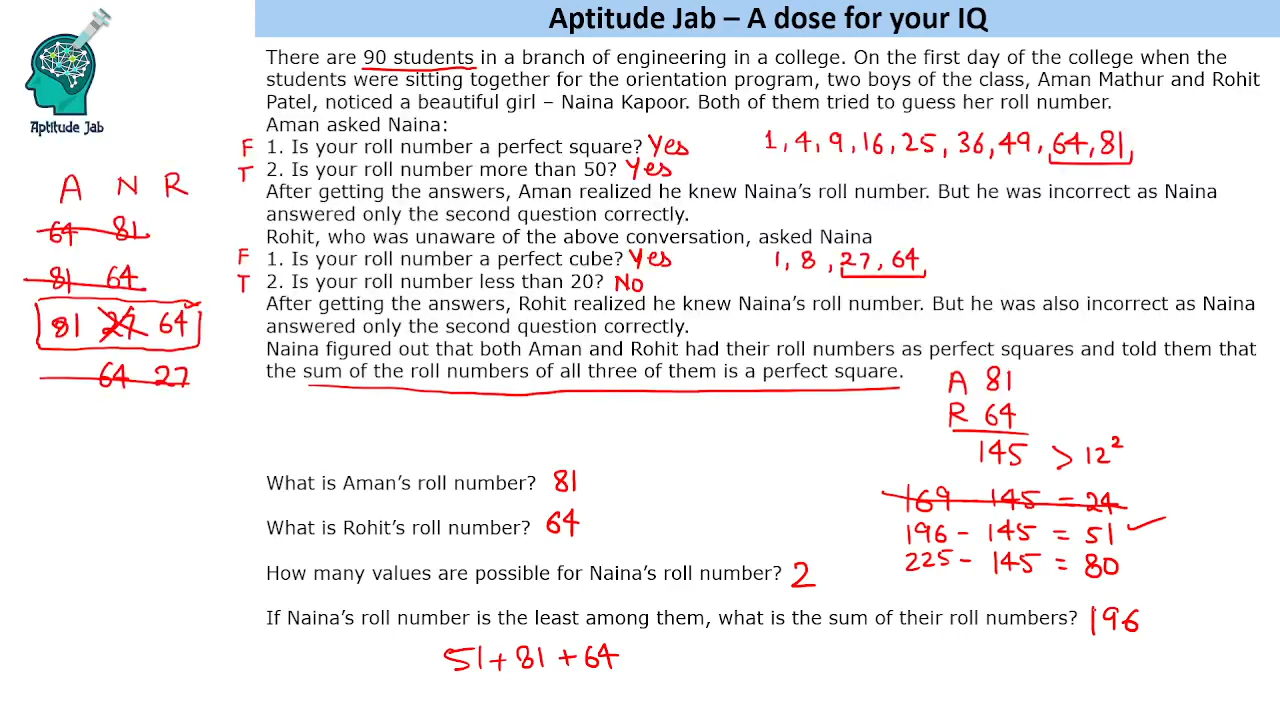 Aptitude Jab – A dose for your IQ
Aptitude Jab
There are 90 students in a branch of engineering in a college. On the first day of the college when the
students were sitting together for the orientation program, two boys of the class, Aman Mathur and Rohit
Patel, noticed a beautiful girl – Naina Kapoor. Both of them tried to guess her roll number.
Aman asked Naina:
F 1. Is your roll number a perfect square? Yes 1, 4, 9, 16, 25, 36, 49, 64, 81,
T 2. Is your roll number more than 50? Yes
After getting the answers, Aman realized he knew Naina's roll number. But he was incorrect as Naina
answered only the second question correctly.
Rohit, who was unaware of the above conversation, asked Naina
F 1. Is your roll number a perfect cube? Yes 1, 8, 27, 64,
T 2. Is your roll number less than 20? No
After getting the answers, Rohit realized he knew Naina's roll number. But he was also incorrect as Naina
answered only the second question correctly.
Naina figured out that both Aman and Rohit had their roll numbers as perfect squares and told them that
the sum of the roll numbers of all three of them is a perfect square.
A N R
64 81
81 64
81 27 64
64 27
A 81
R 64
145 > 12²
169 145 = 24
196 - 145 = 51
225 - 145 = 80
What is Aman's roll number? 81
What is Rohit's roll number? 64
How many values are possible for Naina's roll number? 2
If Naina's roll number is the least among them, what is the sum of their roll numbers? 196
51 + 81 + 64